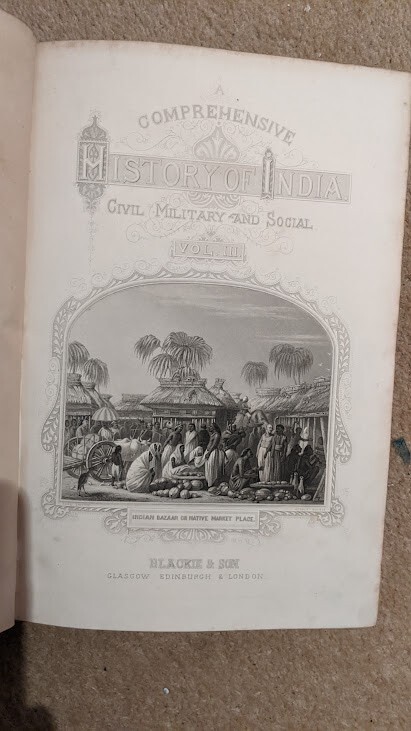 A
COMPREHENSIVE
HISTORY OF INDIA
CIVIL MILITARY AND SOCIAL
VOL. III
INDIAN BAZAAR OR NATIVE MARKET PLACE
BLACKIE & SON
GLASGOW EDINBURGH & LONDON